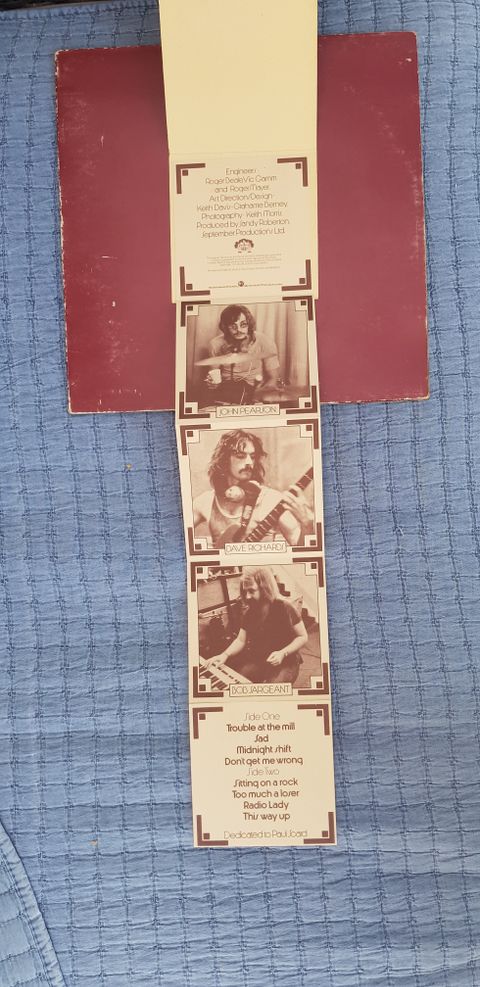 Engineers-
Roger Beale, Vic Gamm
and Roger Mayer.
Art Direction/Design-
Keith Davis-Grahame Berney.
Photography-Keith Morris
Produced by Sandy Roberton.
September Productions Ltd.
JOHN PEARSON.
DAVE RICHARDS
BOB SARGEANT
Side One
Trouble at the mill
Sad
Midnight shift
Don't get me wrong
Side Two
Sitting on a rock
Too much a loser
Radio Lady
This way up
Dedicated to Paul Scard